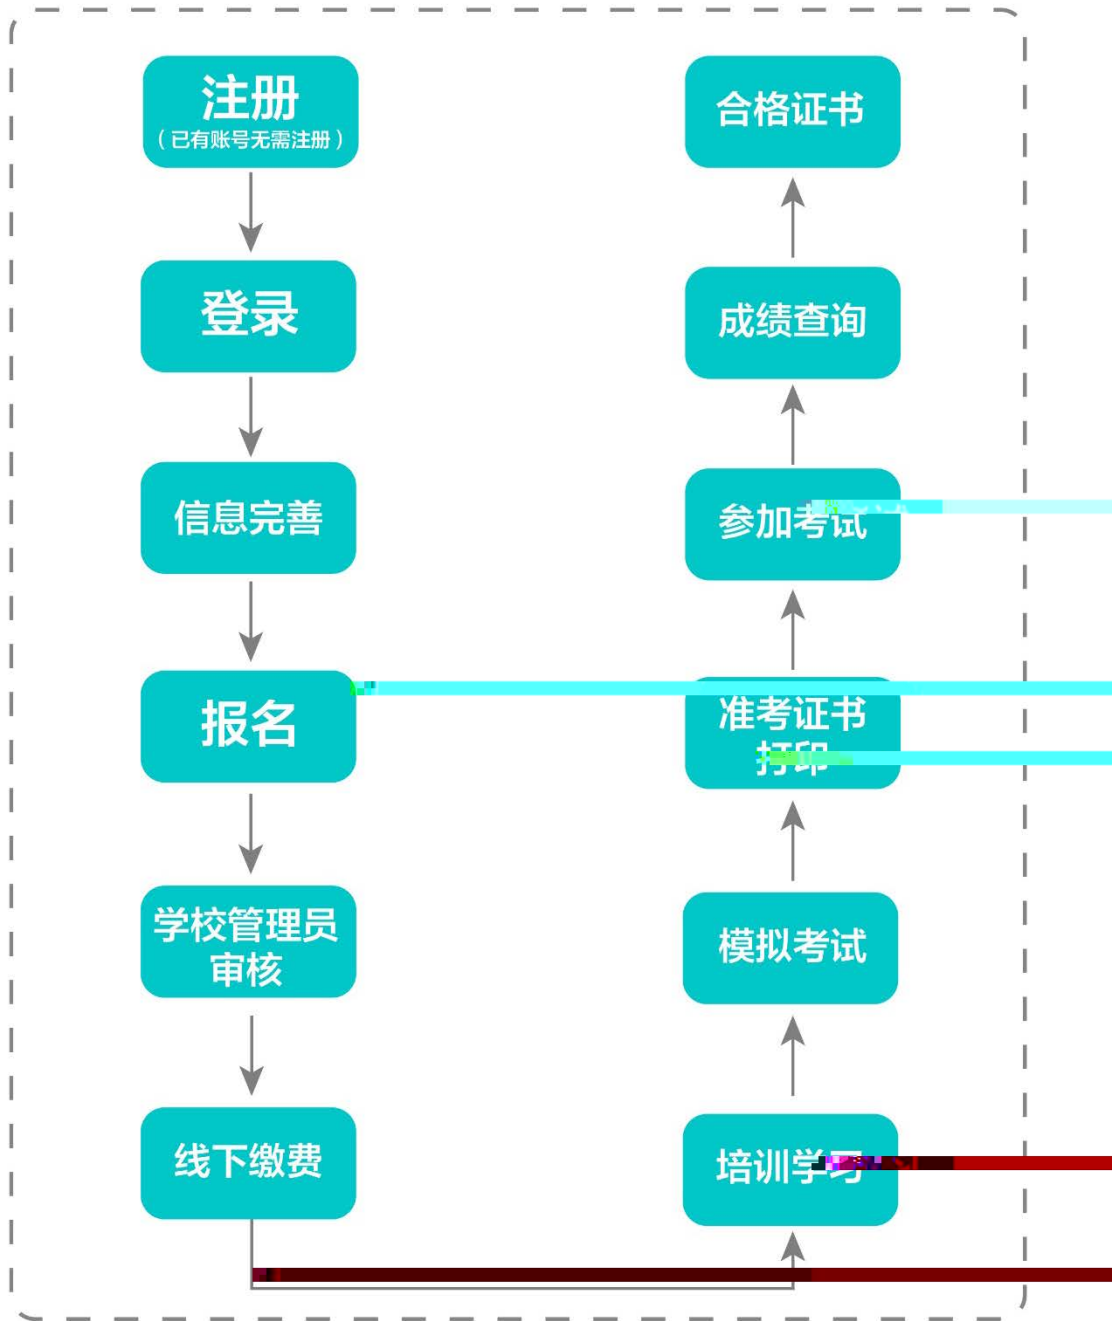 注册
（已有账号无需注册）
登录
信息完善
报名
学校管理员
审核
线下缴费
培训学习
模拟考试
准考证书
打印
参加考试
成绩查询
合格证书